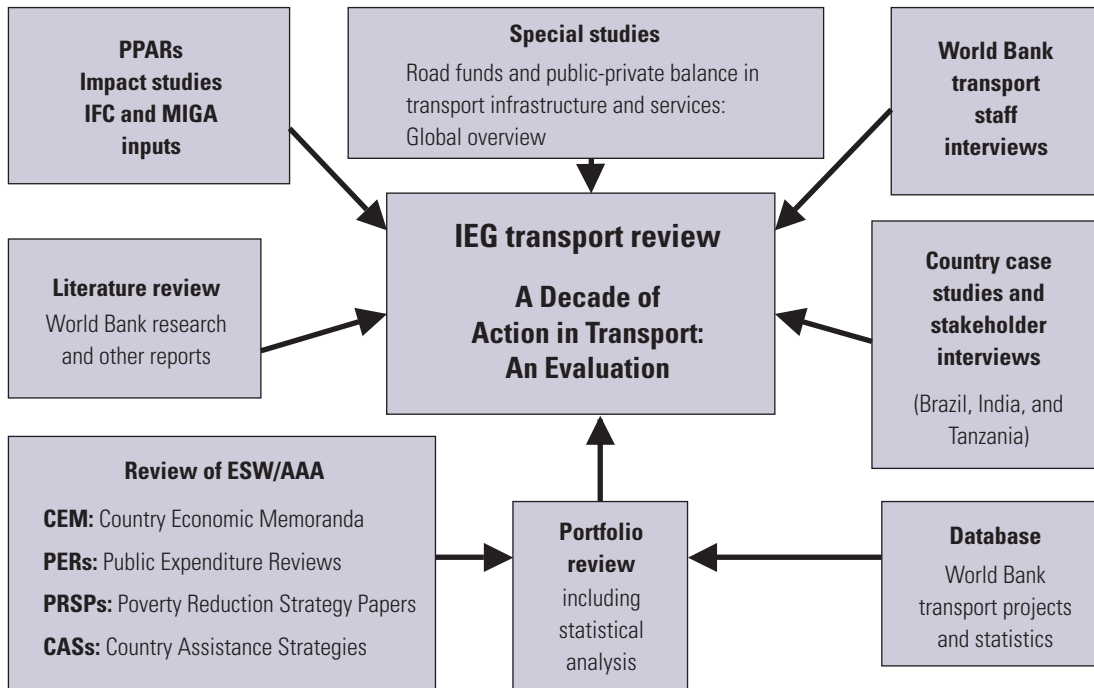 PPARs
Impact studies
IFC and MIGA
inputs
Special studies
Road funds and public-private balance in
transport infrastructure and services:
Global overview
World Bank
transport
staff
interviews
Literature review
World Bank research
and other reports
IEG transport review
A Decade of
Action in Transport:
An Evaluation
Country case
studies and
stakeholder
interviews
(Brazil, India, and
Tanzania)
Review of ESW/AAA
CEM: Country Economic Memoranda
PERs: Public Expenditure Reviews
PRSPs: Poverty Reduction Strategy Papers
CASs: Country Assistance Strategies
Portfolio
review
including
statistical
analysis
Database
World Bank
transport projects
and statistics